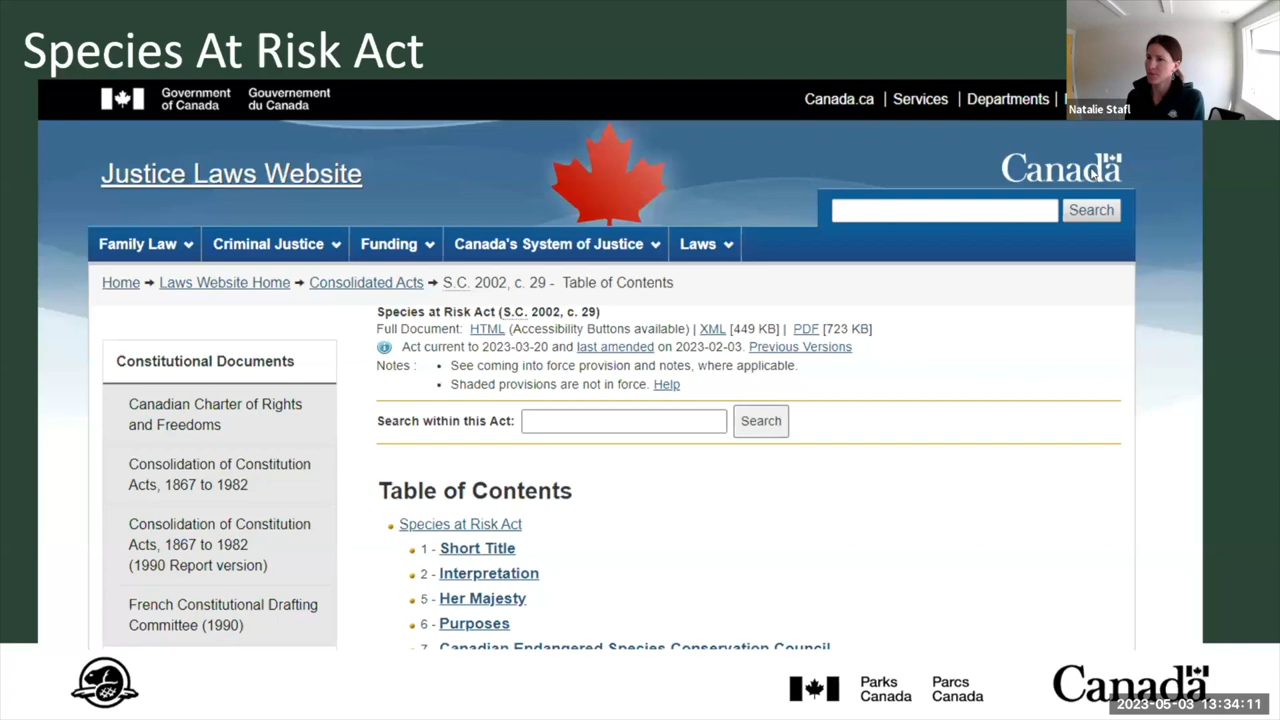 Species At Risk Act
Government of Canada
Gouvernement du Canada
Canada.ca | Services | Departments |
Natalie Stafl
Justice Laws Website
Canada
Search
Family Law
Criminal Justice
Funding
Canada's System of Justice
Laws
Home → Laws Website Home → Consolidated Acts → S.C. 2002, c. 29 - Table of Contents
Constitutional Documents
Canadian Charter of Rights
and Freedoms
Consolidation of Constitution
Acts, 1867 to 1982
Consolidation of Constitution
Acts, 1867 to 1982
(1990 Report version)
French Constitutional Drafting
Committee (1990)
Species at Risk Act (S.C. 2002, c. 29)
Full Document: HTML (Accessibility Buttons available) | XML [449 KB] | PDF [723 KB]
Act current to 2023-03-20 and last amended on 2023-02-03. Previous Versions
Notes : • See coming into force provision and notes, where applicable.
• Shaded provisions are not in force. Help
Search within this Act: Search
Table of Contents
Species at Risk Act
1 - Short Title
2 - Interpretation
5 - Her Majesty
6 - Purposes
7 - Canadian Endangered Species Conservation Council
Parks Canada
Parcs Canada
Canada
2023-05-03 13:34:11